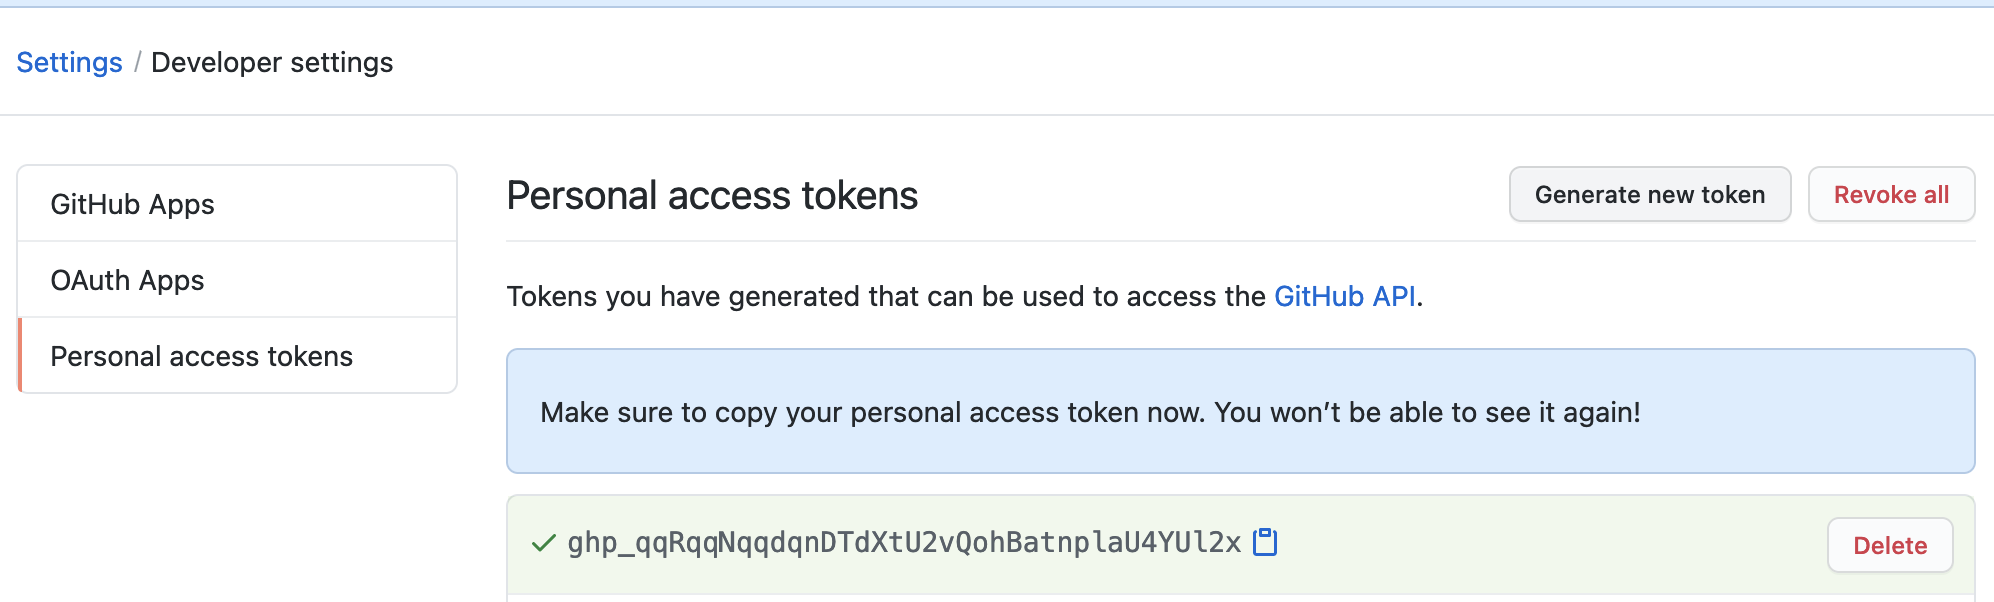 Settings / Developer settings
GitHub Apps
OAuth Apps
Personal access tokens
Personal access tokens
Generate new token
Revoke all
Tokens you have generated that can be used to access the GitHub API.
Make sure to copy your personal access token now. You won’t be able to see it again!
ghp_qqRqqNqqdqnDTdXtU2vQohBatnplaU4YUl2x
Delete